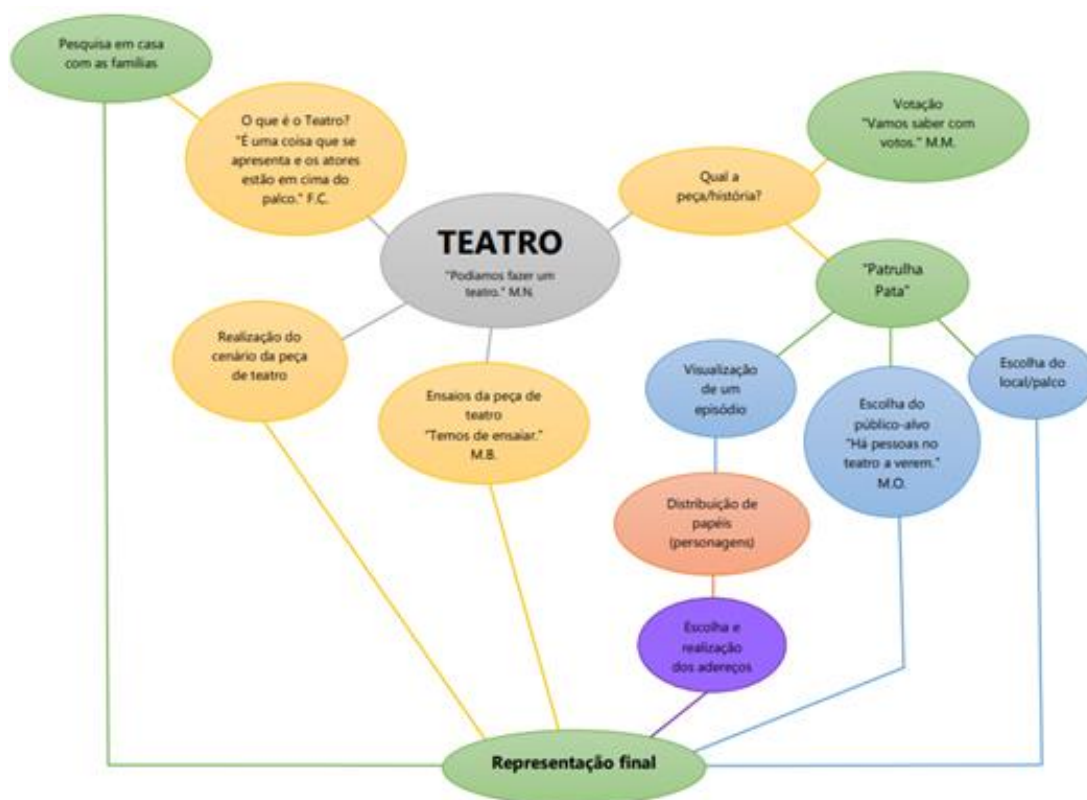 Pesquisa em casa
com as famílias
O que é o Teatro?
"É uma coisa que se
apresenta e os atores
estão em cima do
palco." F.C.
TEATRO
"Podíamos fazer um
teatro." M.N.
Qual a
peça/história?
Votação
"Vamos saber com
votos." M.M.
"Patrulha
Pata"
Realização do
cenário da peça
de teatro
Ensaios da peça de
teatro
"Temos de ensaiar."
M.B.
Visualização
de um
episódio
Escolha do
público-alvo
"Há pessoas no
teatro a verem."
M.O.
Escolha do
local/palco
Distribuição de
papéis
(personagens)
Escolha e
realização
dos adereços
Representação final